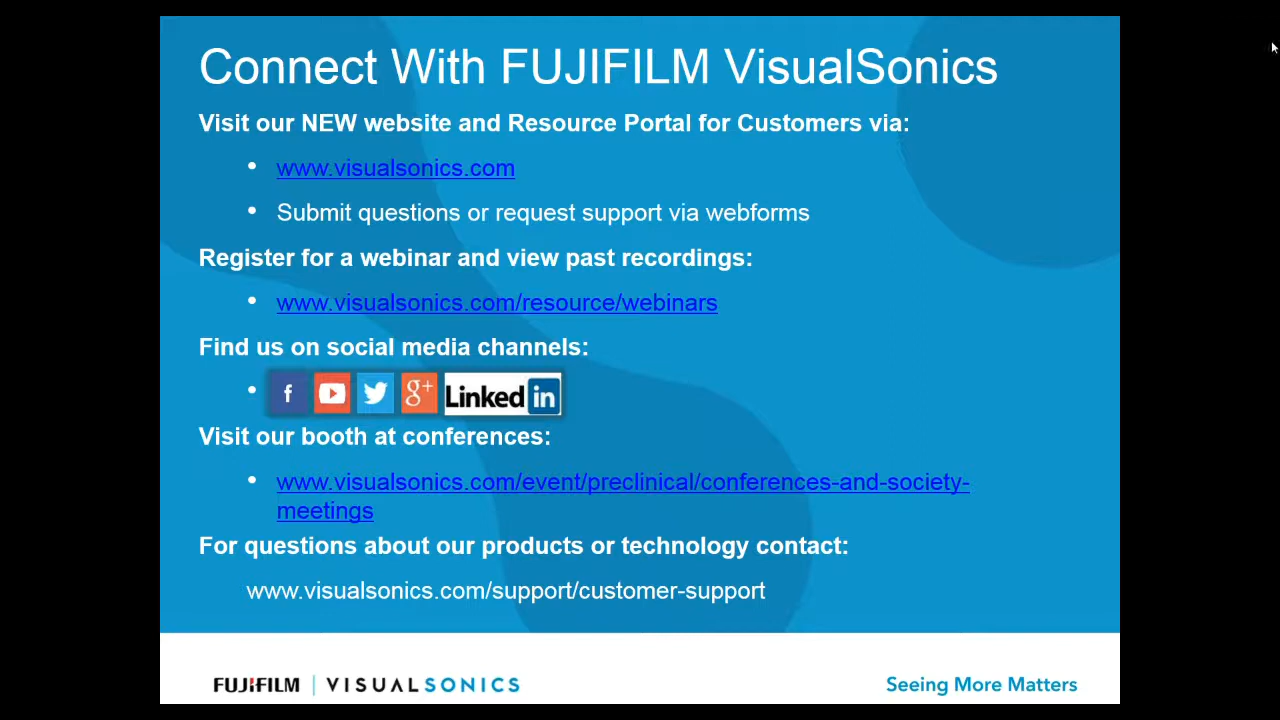 Connect With FUJIFILM VisualSonics
Visit our NEW website and Resource Portal for Customers via:
• www.visualsonics.com
• Submit questions or request support via webforms
Register for a webinar and view past recordings:
• www.visualsonics.com/resource/webinars
Find us on social media channels:
• f g+ Linked in
Visit our booth at conferences:
• www.visualsonics.com/event/preclinical/conferences-and-society-
meetings
For questions about our products or technology contact:
www.visualsonics.com/support/customer-support
FUJIFILM | VISUALSONICS
Seeing More Matters